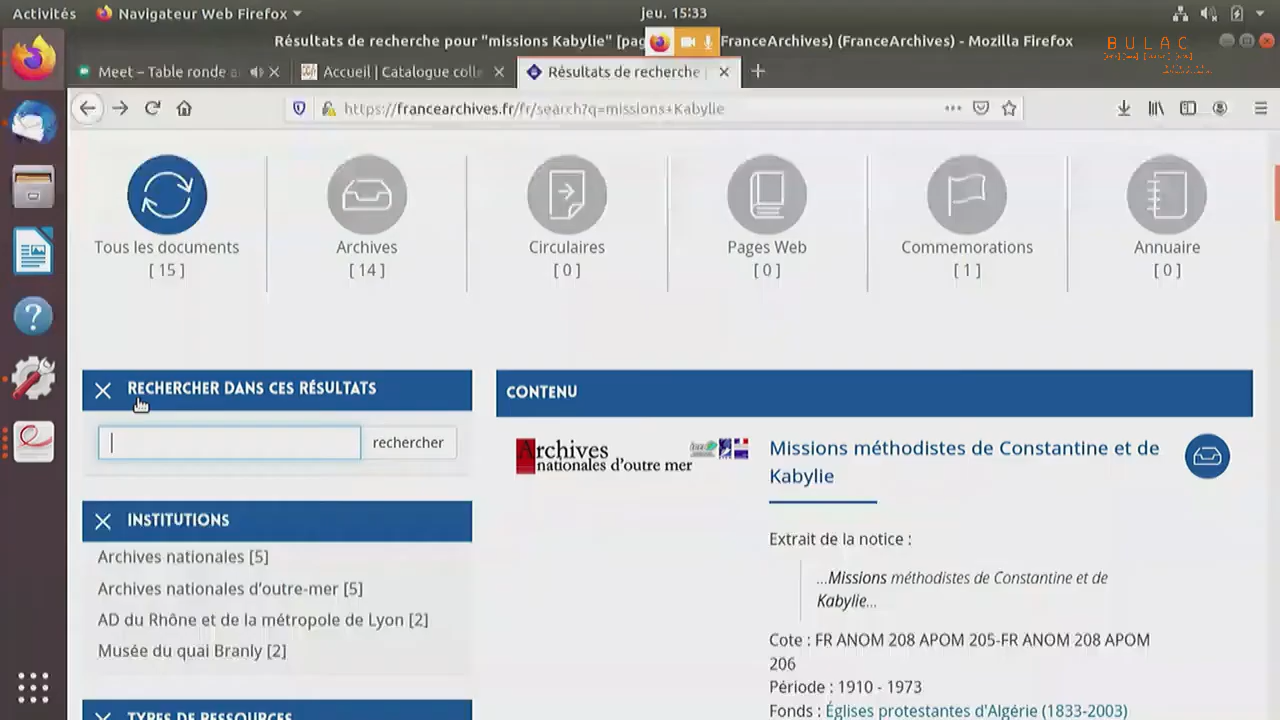 Activités
Navigateur Web Firefox
jeu. 15:33
Résultats de recherche pour "missions Kabylie" [pag
FranceArchives) (FranceArchives) - Mozilla Firefox
BULAC
Meet – Table ronde
Accueil | Catalogue coll
Résultats de recherche
https://francearchives.fr/fr/search?q=missions+Kabylie
Tous les documents
[ 15 ]
Archives
[ 14 ]
Circulaires
[ 0 ]
Pages Web
[ 0 ]
Commemorations
[ 1 ]
Annuaire
[ 0 ]
RECHERCHER DANS CES RÉSULTATS
rechercher
INSTITUTIONS
Archives nationales [5]
Archives nationales d'outre-mer [5]
AD du Rhône et de la métropole de Lyon [2]
Musée du quai Branly [2]
TYPES DE RESSOURCES
CONTENU
Archives
nationales d'outre mer
Missions méthodistes de Constantine et de
Kabylie
Extrait de la notice :
...Missions méthodistes de Constantine et de
Kabylie...
Cote : FR ANOM 208 APOM 205-FR ANOM 208 APOM
206
Période : 1910 - 1973
Fonds : Églises protestantes d'Algérie (1833-2003)